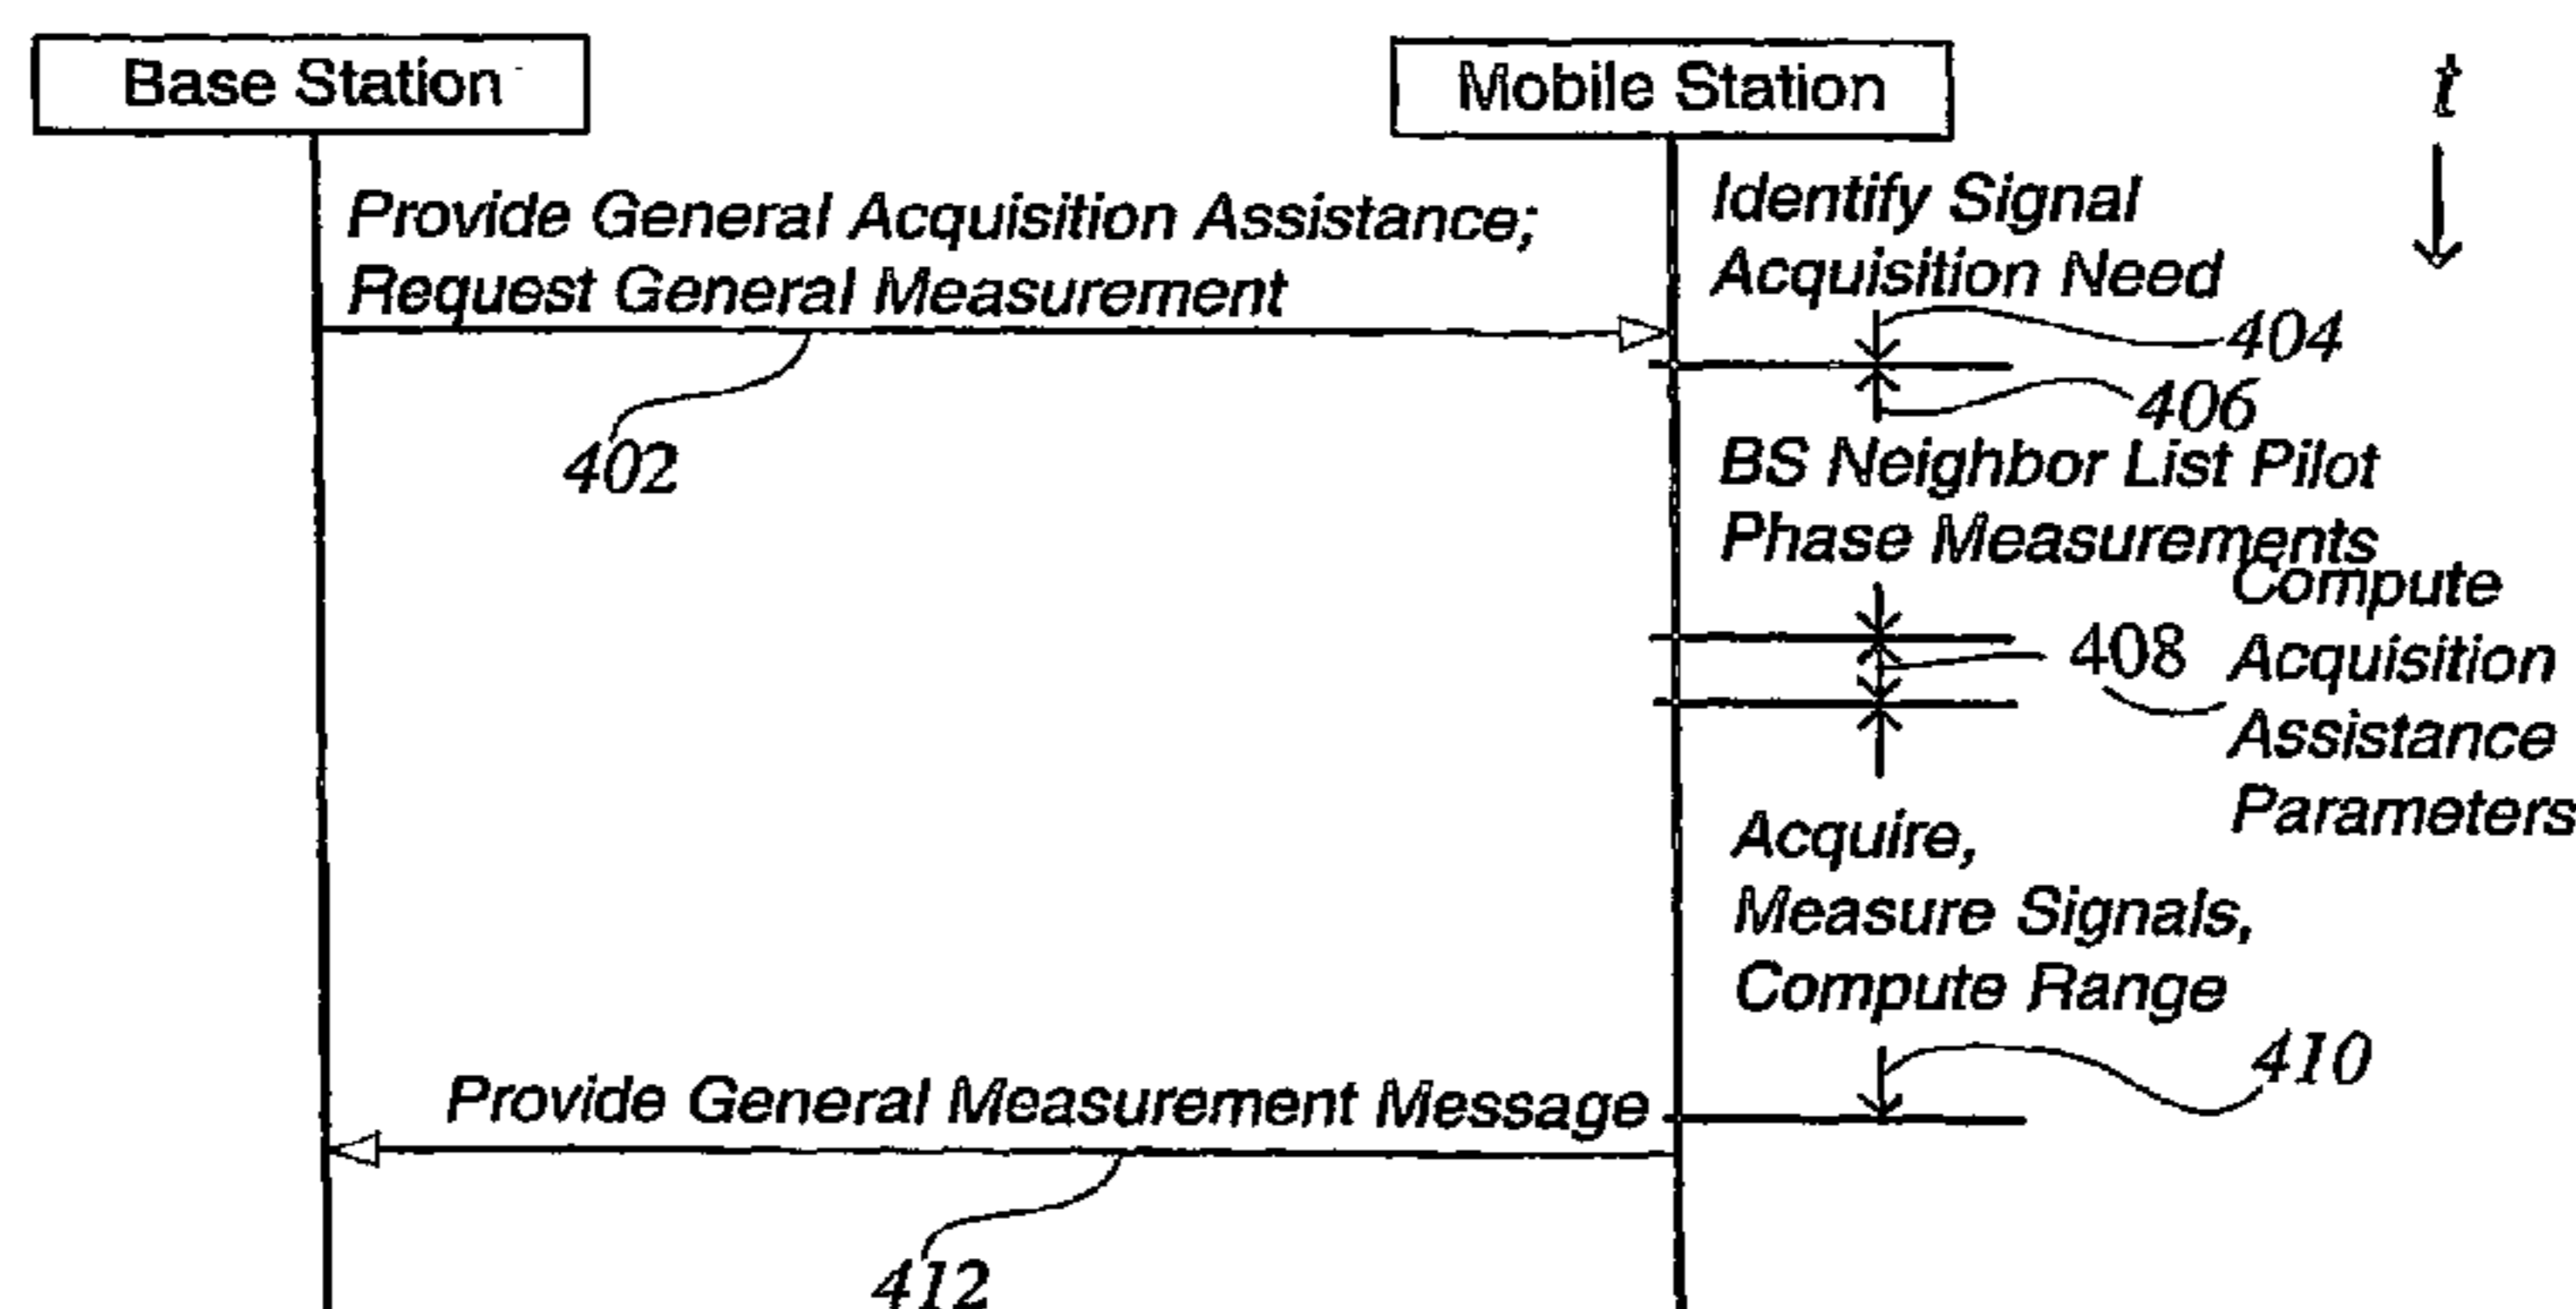 Base Station
Mobile Station
t
Provide General Acquisition Assistance;
Request General Measurement
402
Identify Signal
Acquisition Need
404
406
BS Neighbor List Pilot
Phase Measurements
408
Compute
Acquisition
Assistance
Parameters
Acquire,
Measure Signals,
Compute Range
410
Provide General Measurement Message
412